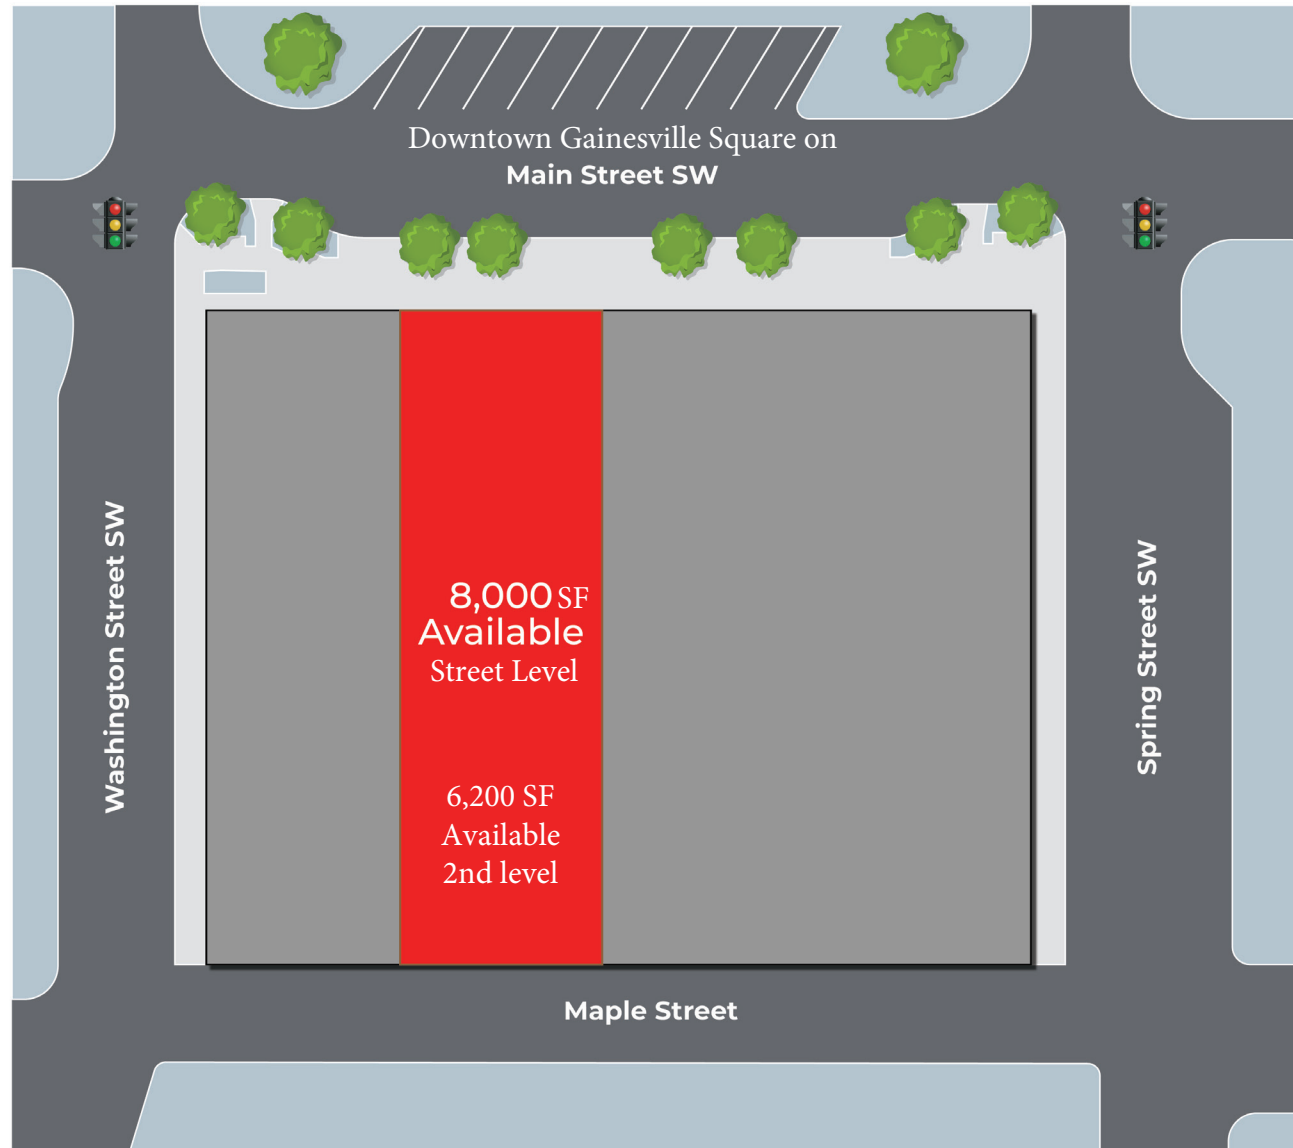 Downtown Gainesville Square on
Main Street SW
Washington Street SW
8,000 SF
Available
Street Level
6,200 SF
Available
2nd level
Spring Street SW
Maple Street